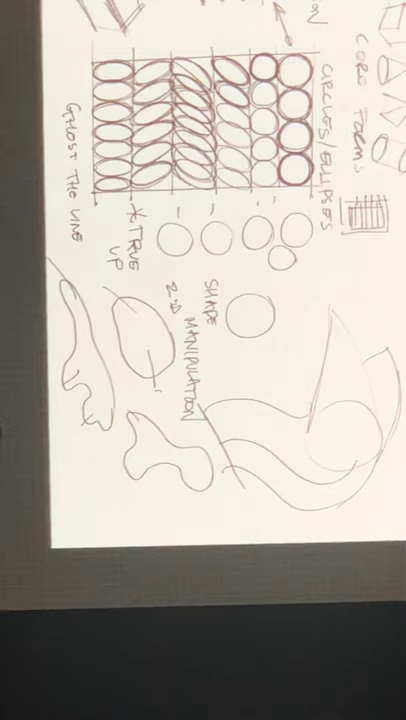 CORE FORMS
CIRCLES/ELLIPSES
GHOST THE LINE
* TRUE
UP
SHAPE
2-D MANIPULATION